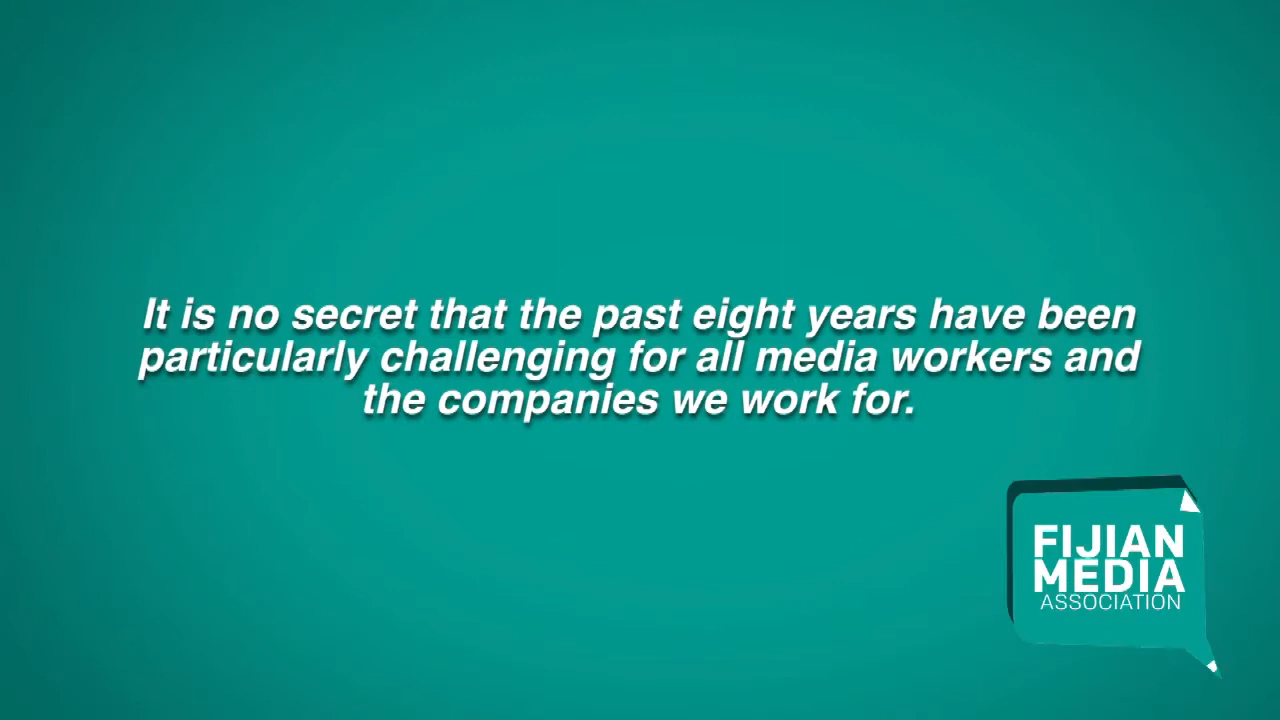 It is no secret that the past eight years have been
particularly challenging for all media workers and
the companies we work for.
FIJIAN
MEDIA
ASSOCIATION